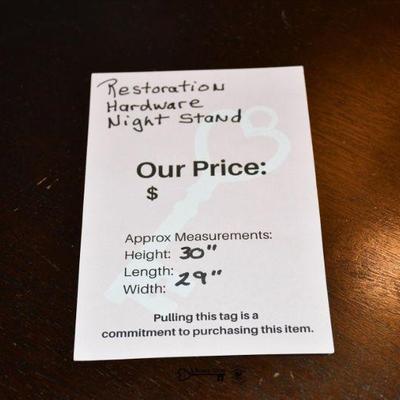 Restoration
Hardware
Night Stand
Our Price:
$
Approx Measurements:
Height: 30"
Length:
Width: 29"
Pulling this tag is a
commitment to purchasing this item.